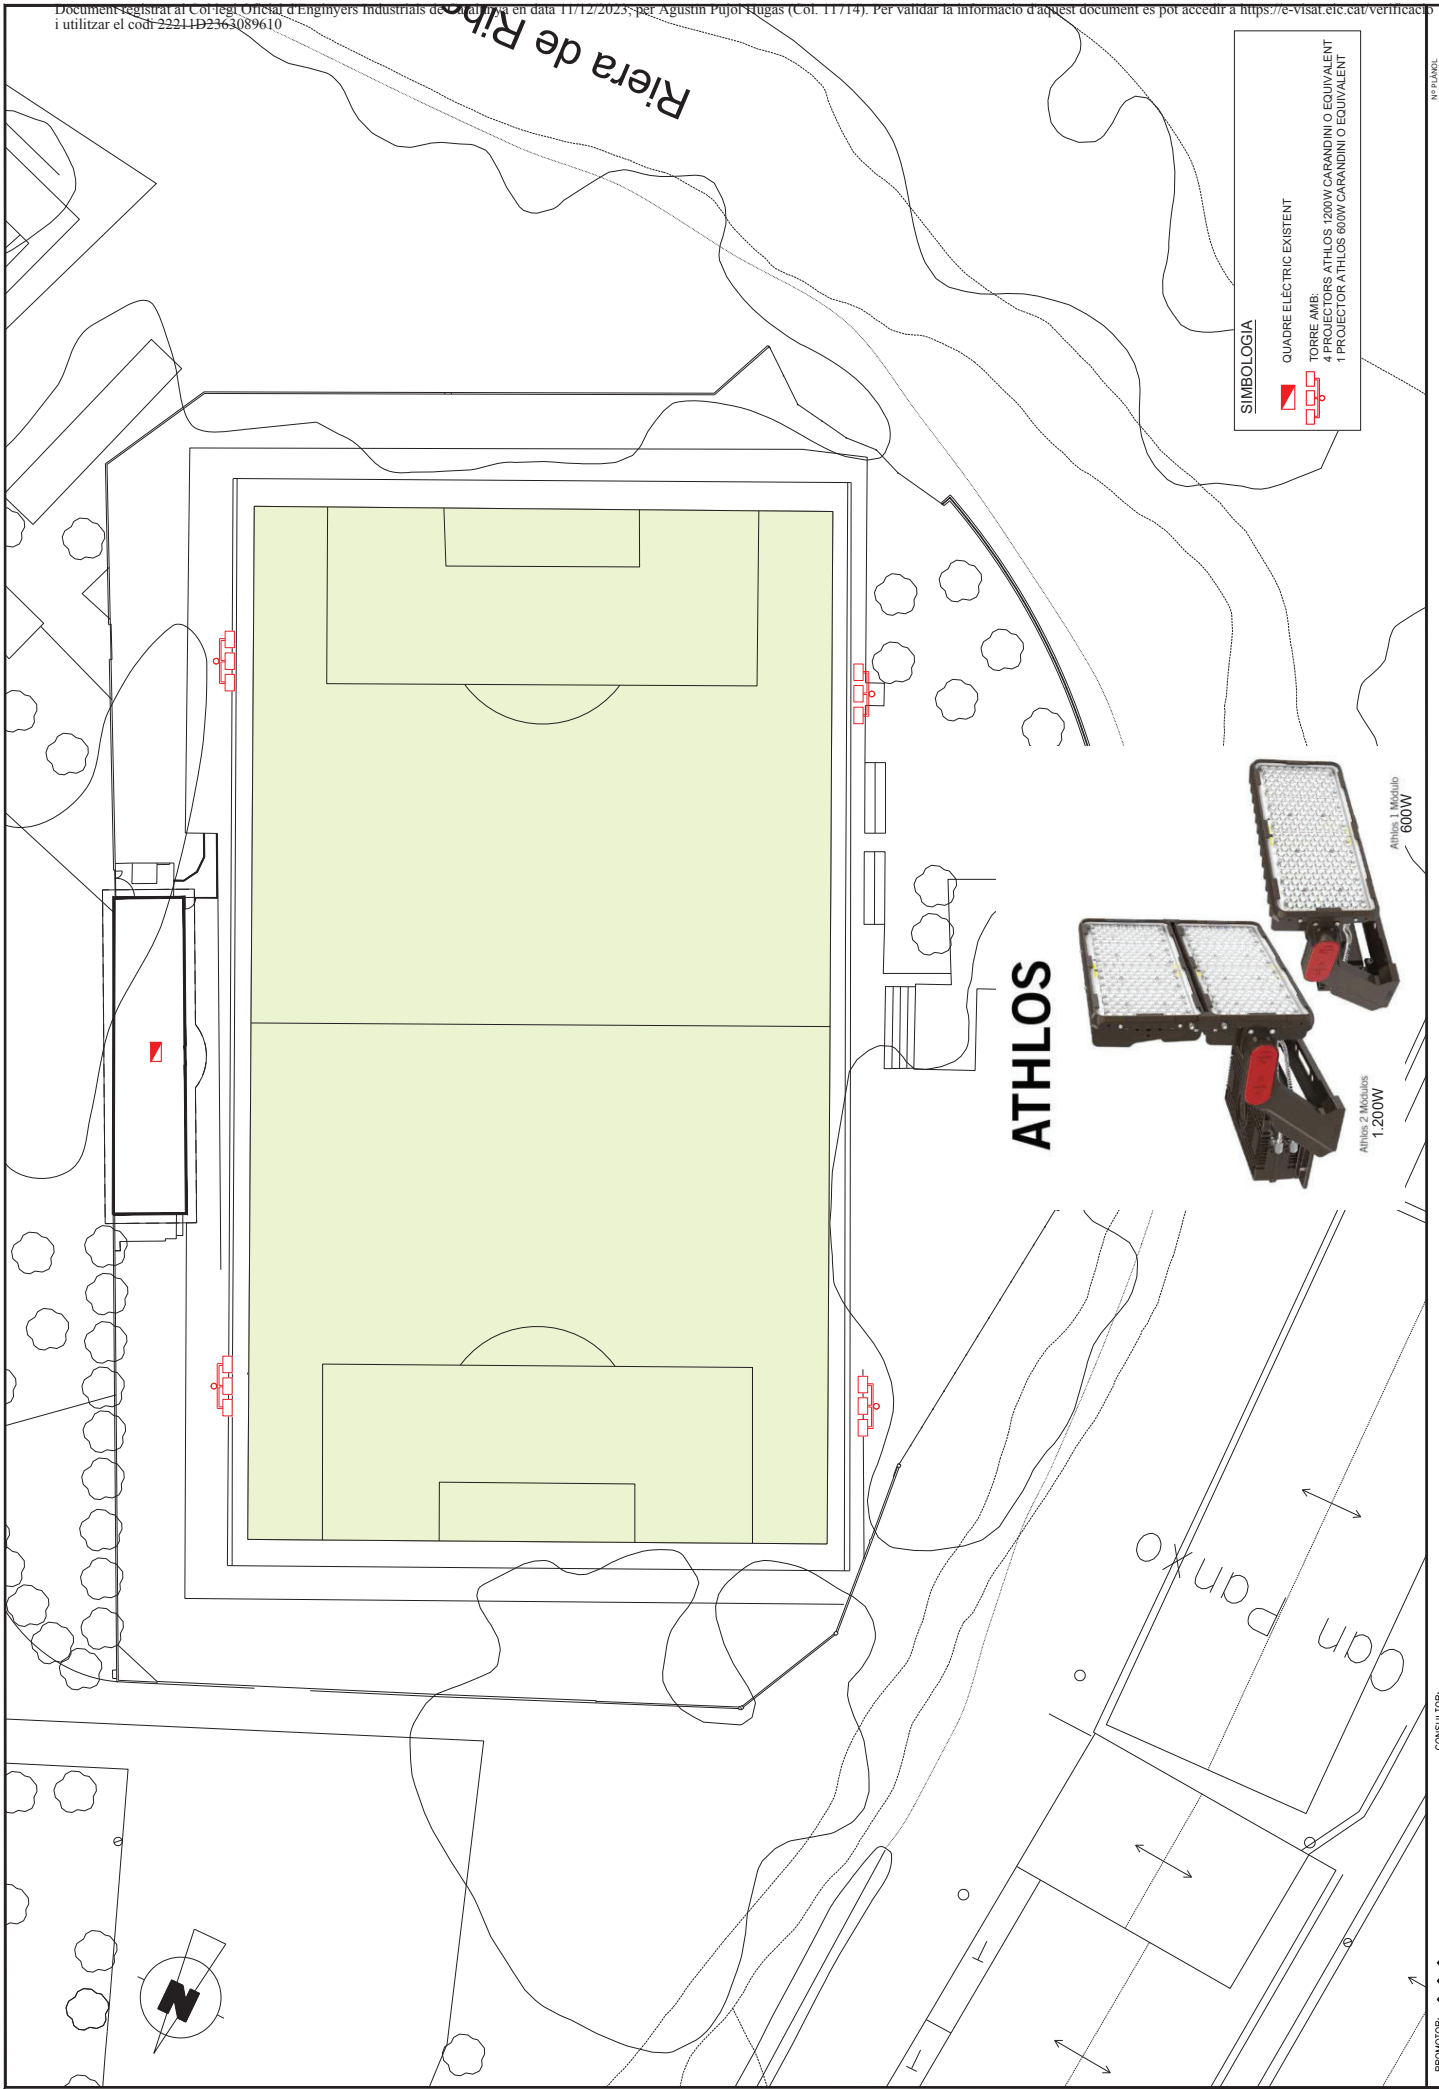 Document registrat al Col·legi Oficial d'Enginyers Industrials de Catalunya en data 11/12/2023, per Agustin Pujol Hugas (Col. 11714). Per validar la informació d'aquest document es pot accedir a https://e-visat.eic.cat/verificacio
i utilitzar el codi 22211D2363089610
Riera de
SIMBOLOGIA
QUADRE ELÈCTRIC EXISTENT
TORRE AMB:
4 PROJECTORS ATHLOS 1200W CARANDINI O EQUIVALENT
1 PROJECTOR ATHLOS 600W CARANDINI O EQUIVALENT
Nº PLÀNOL
ATHLOS
Athlos 2 Módulos
1.200W
Athlos 1 Módulo
600W
Can Panxo
N
CONSULTOR:
PROMOTOR: